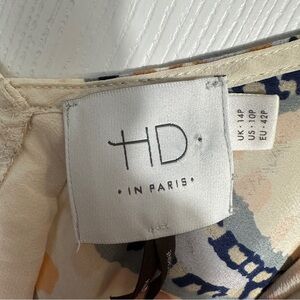 HD
• IN PARIS •
UK • 14P
US • 10P
EU • 42P